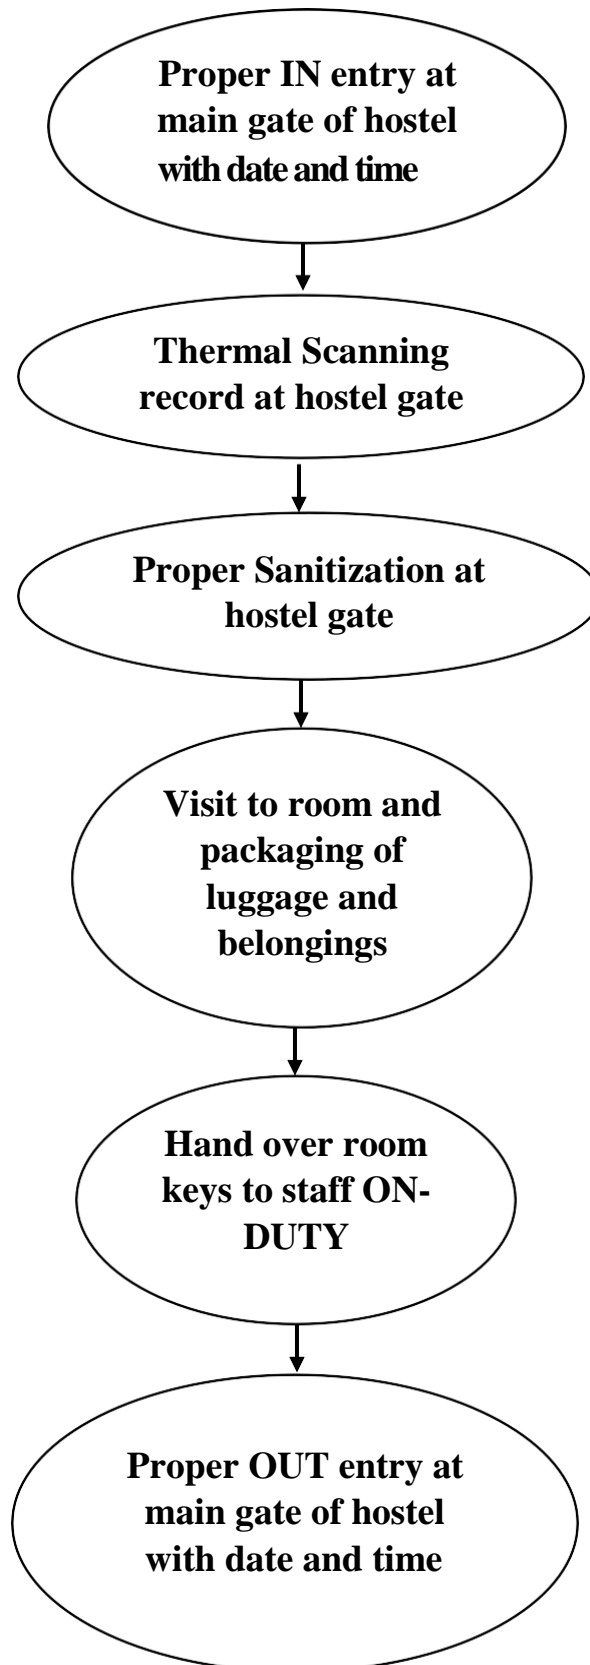 Proper IN entry at
main gate of hostel
with date and time
Thermal Scanning
record at hostel gate
Proper Sanitization at
hostel gate
Visit to room and
packaging of
luggage and
belongings
Hand over room
keys to staff ON-
DUTY
Proper OUT entry at
main gate of hostel
with date and time